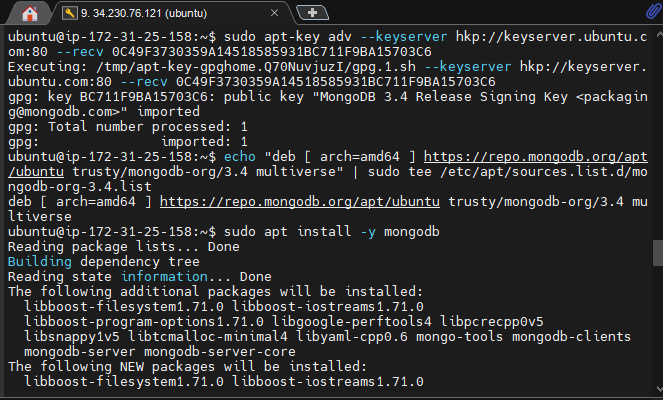 9. 34.230.76.121 (ubuntu)
ubuntu@ip-172-31-25-158:~$ sudo apt-key adv --keyserver hkp://keyserver.ubuntu.c
om:80 --recv 0C49F3730359A14518585931BC711F9BA15703C6
Executing: /tmp/apt-key-gpghome.Q70NuvjuzI/gpg.1.sh --keyserver hkp://keyserver.
ubuntu.com:80 --recv 0C49F3730359A14518585931BC711F9BA15703C6
gpg: key BC711F9BA15703C6: public key "MongoDB 3.4 Release Signing Key <packagin
g@mongodb.com>" imported
gpg: Total number processed: 1
gpg:               imported: 1
ubuntu@ip-172-31-25-158:~$ echo "deb [ arch=amd64 ] https://repo.mongodb.org/apt
/ubuntu trusty/mongodb-org/3.4 multiverse" | sudo tee /etc/apt/sources.list.d/mo
ngodb-org-3.4.list
deb [ arch=amd64 ] https://repo.mongodb.org/apt/ubuntu trusty/mongodb-org/3.4 mu
ltiverse
ubuntu@ip-172-31-25-158:~$ sudo apt install -y mongodb
Reading package lists... Done
Building dependency tree
Reading state information... Done
The following additional packages will be installed:
  libboost-filesystem1.71.0 libboost-iostreams1.71.0
  libboost-program-options1.71.0 libgoogle-perftools4 libpcrecpp0v5
  libsnappy1v5 libtcmalloc-minimal4 libyaml-cpp0.6 mongo-tools mongodb-clients
  mongodb-server mongodb-server-core
The following NEW packages will be installed:
  libboost-filesystem1.71.0 libboost-iostreams1.71.0